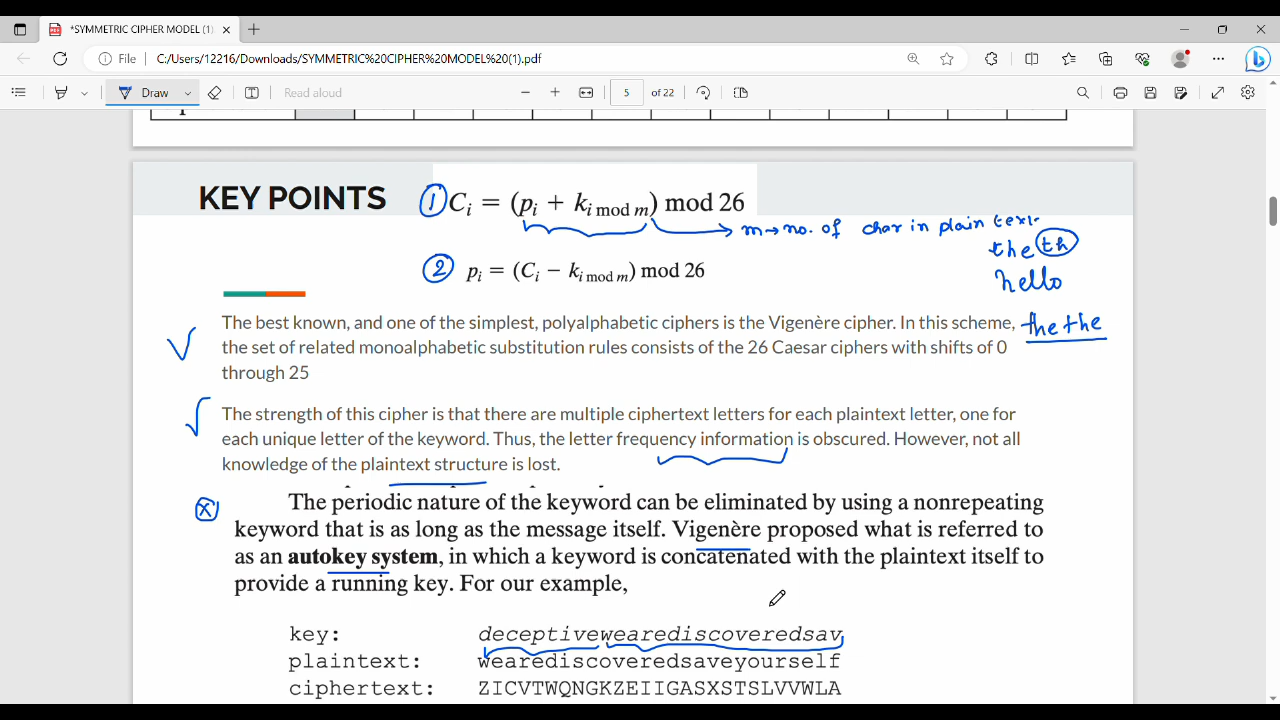 *SYMMETRIC CIPHER MODEL (1)
File C:/Users/12216/Downloads/SYMMETRIC%20CIPHER%20MODEL%20(1).pdf
Draw Read aloud 5 of 22
KEY POINTS
① Cᵢ = (pᵢ + kᵢ mod m) mod 26
m → no. of char in plain text.
the th
② pᵢ = (Cᵢ − kᵢ mod m) mod 26
hello
The best known, and one of the simplest, polyalphabetic ciphers is the Vigenère cipher. In this scheme,
the the
the set of related monoalphabetic substitution rules consists of the 26 Caesar ciphers with shifts of 0
through 25
The strength of this cipher is that there are multiple ciphertext letters for each plaintext letter, one for
each unique letter of the keyword. Thus, the letter frequency information is obscured. However, not all
knowledge of the plaintext structure is lost.
The periodic nature of the keyword can be eliminated by using a nonrepeating
keyword that is as long as the message itself. Vigenère proposed what is referred to
as an autokey system, in which a keyword is concatenated with the plaintext itself to
provide a running key. For our example,
key: deceptivewearediscoveredsav
plaintext: wearediscoveredsaveyourself
ciphertext: ZICVTWQNGKZEIIGASXSTSLVVWLA